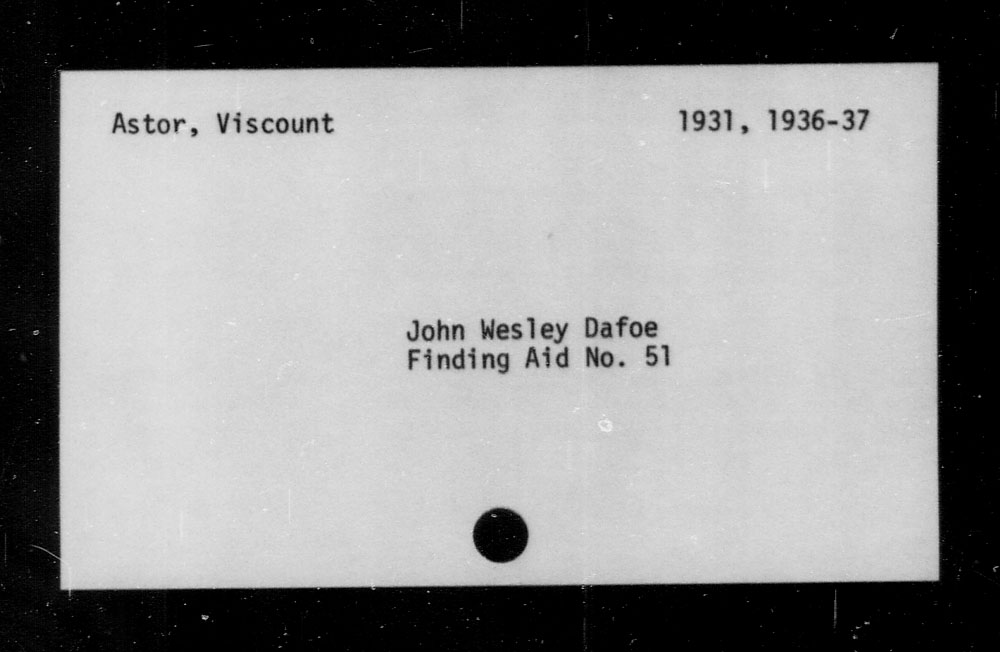 Astor, Viscount 1931, 1936-37
John Wesley Dafoe
Finding Aid No. 51